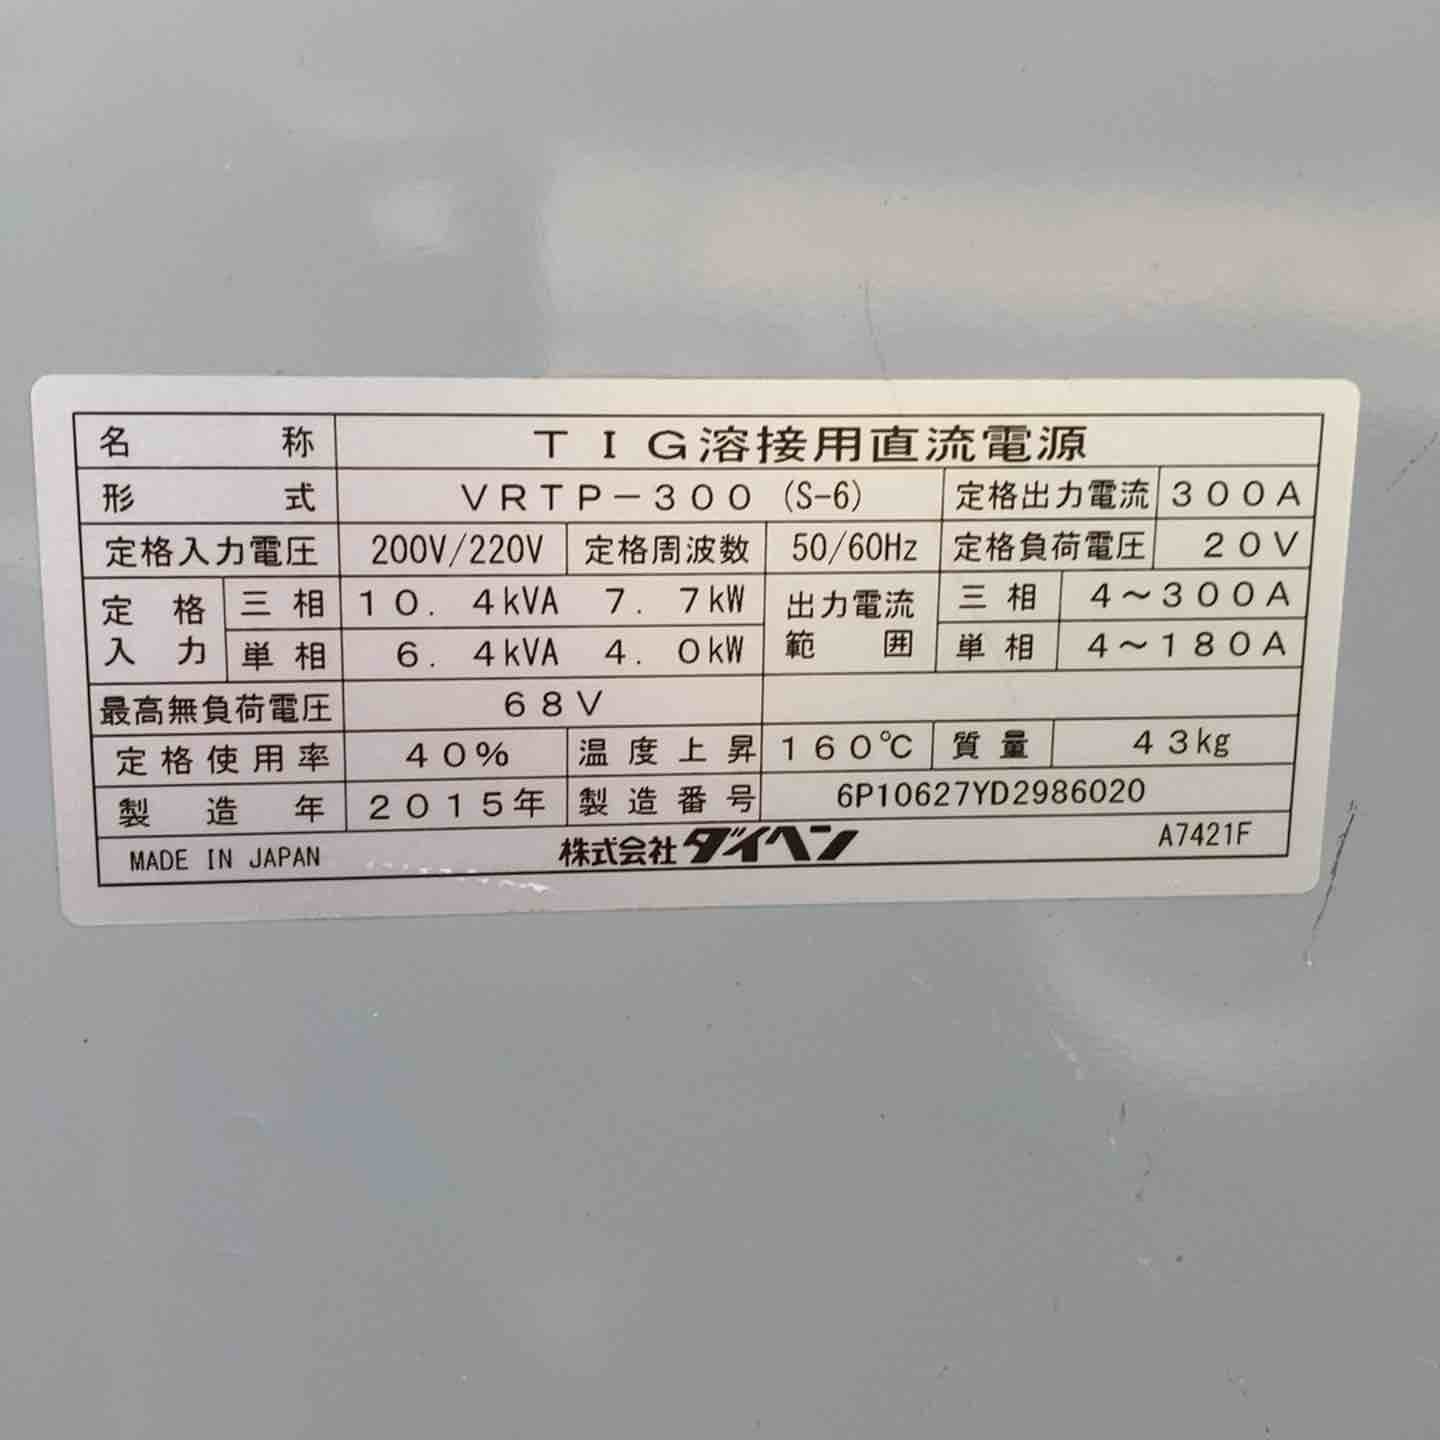 名称 TIG溶接用直流電源
形式 VRTP-300 (S-6) 定格出力電流 300A
定格入力電圧 200V/220V 定格周波数 50/60Hz 定格負荷電圧 20V
定格入力 三相 10.4kVA 7.7kW 出力電流範囲 三相 4～300A
単相 6.4kVA 4.0kW 単相 4～180A
最高無負荷電圧 68V
定格使用率 40% 温度上昇 160℃ 質量 43kg
製造年 2015年 製造番号 6P10627YD2986020
MADE IN JAPAN 株式会社ダイヘン A7421F